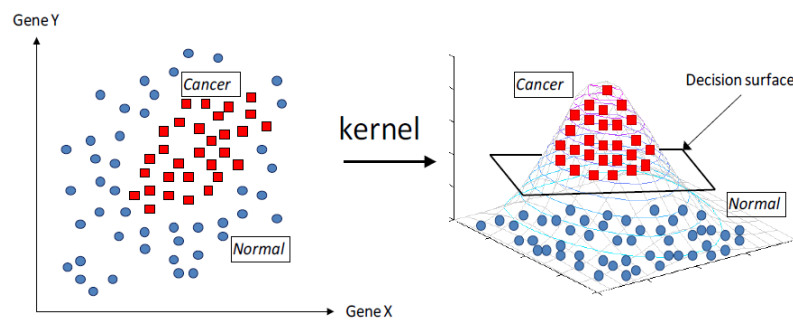 Gene Y
Cancer
Normal
Gene X
kernel
Cancer
Decision surface
Normal